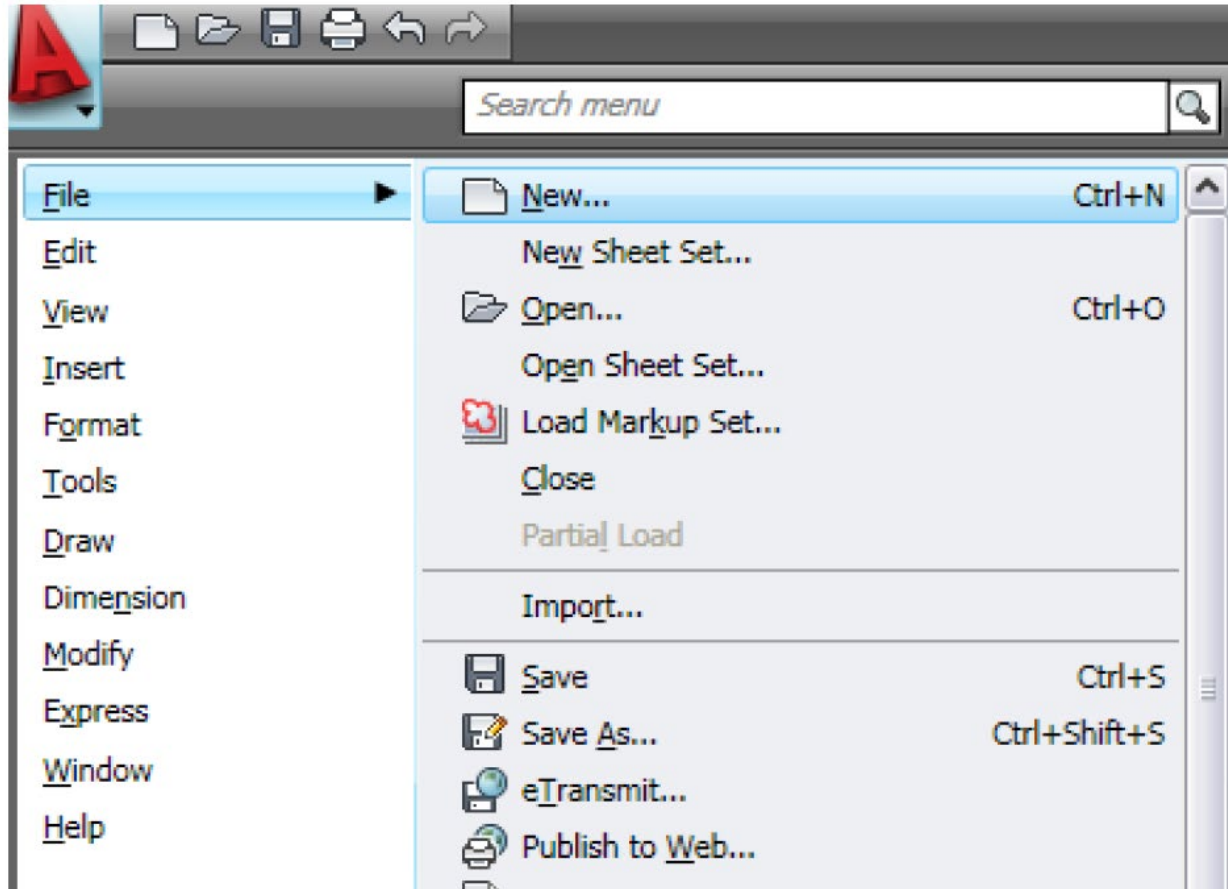 Search menu
File
Edit
View
Insert
Format
Tools
Draw
Dimension
Modify
Express
Window
Help
New... Ctrl+N
New Sheet Set...
Open... Ctrl+O
Open Sheet Set...
Load Markup Set...
Close
Partial Load
Import...
Save Ctrl+S
Save As... Ctrl+Shift+S
eTransmit...
Publish to Web...